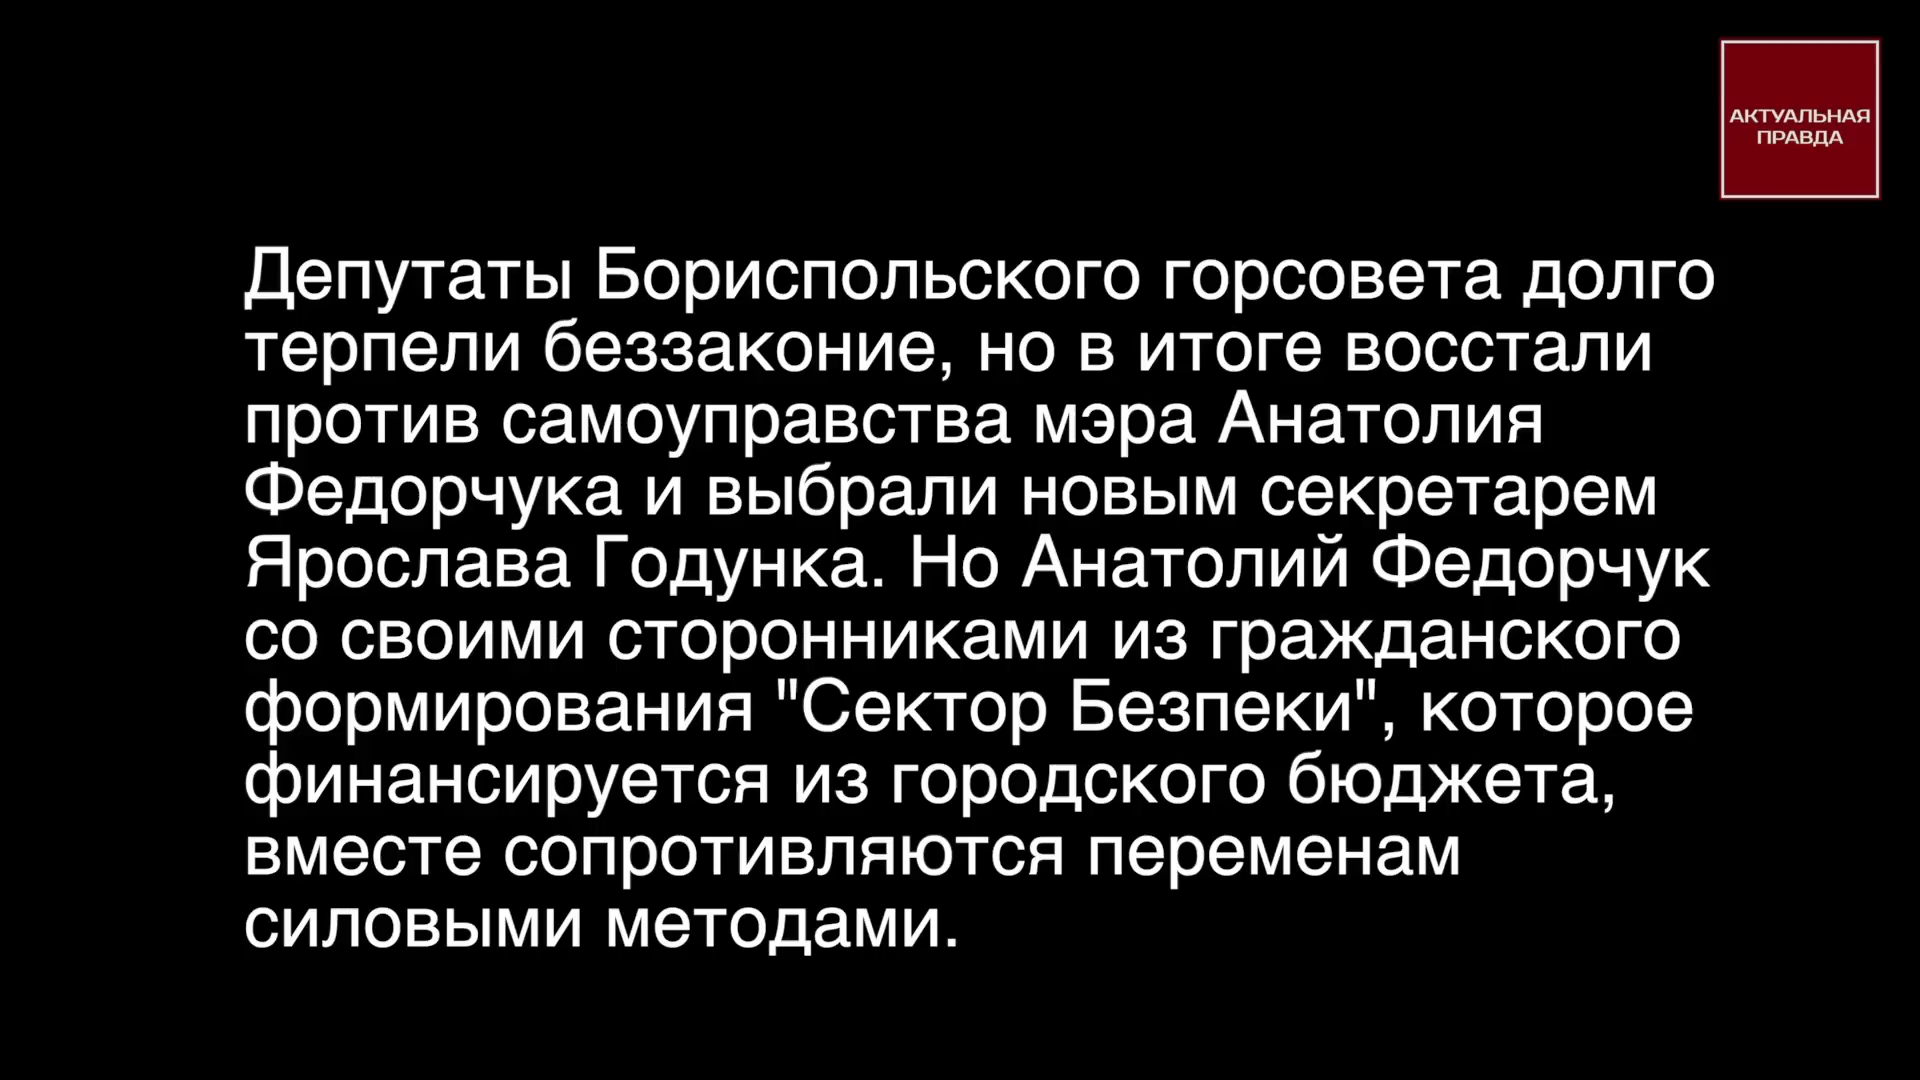 АКТУАЛЬНАЯ
ПРАВДА
Депутаты Бориспольского горсовета долго
терпели беззаконие, но в итоге восстали
против самоуправства мэра Анатолия
Федорчука и выбрали новым секретарем
Ярослава Годунка. Но Анатолий Федорчук
со своими сторонниками из гражданского
формирования "Сектор Безпеки", которое
финансируется из городского бюджета,
вместе сопротивляются переменам
силовыми методами.